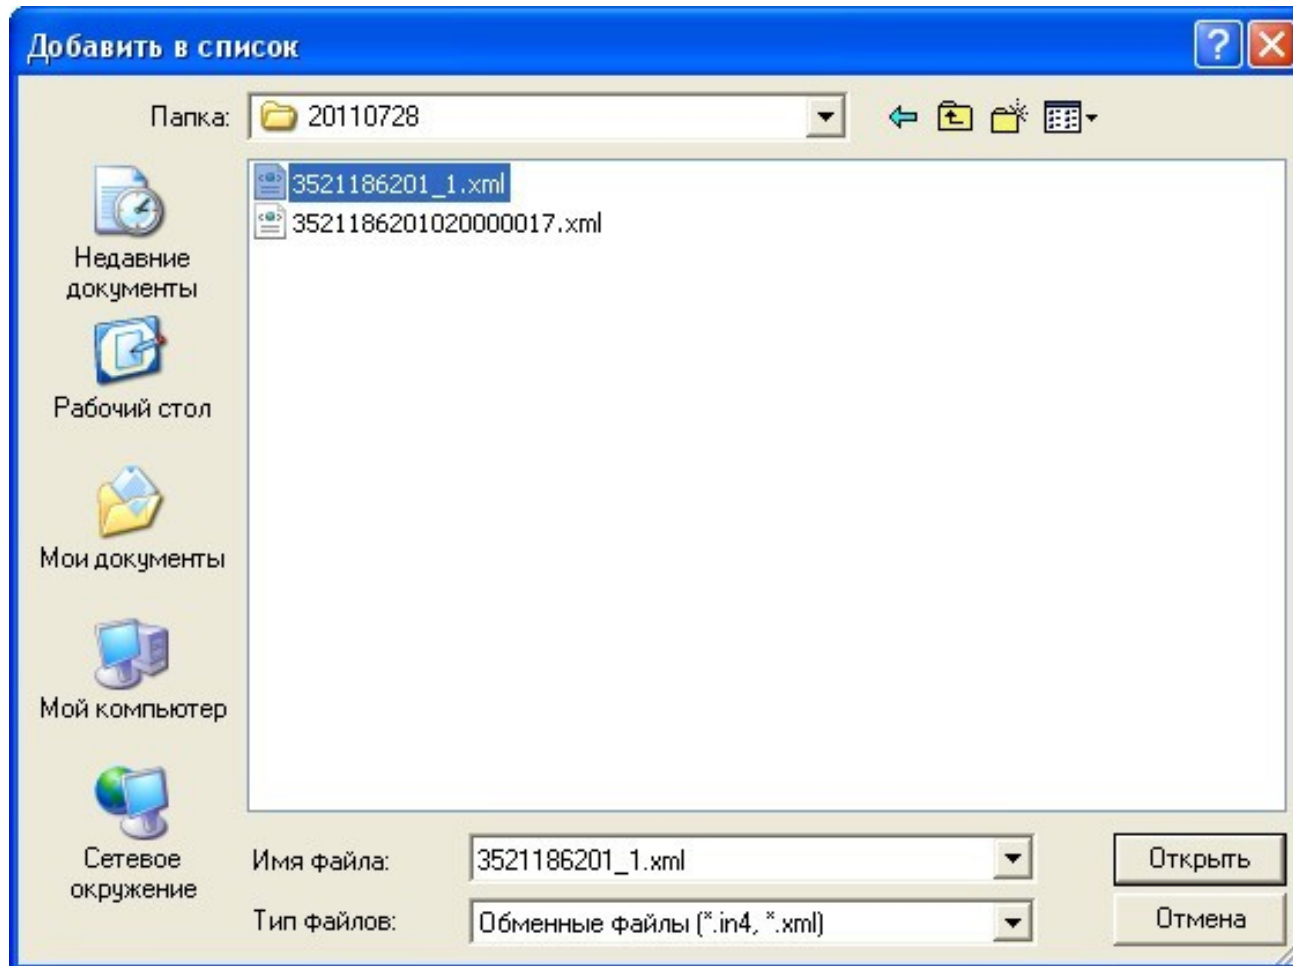 Добавить в список
Папка: 20110728
3521186201_1.xml
3521186201020000017.xml
Недавние
документы
Рабочий стол
Мои документы
Мой компьютер
Сетевое
окружение
Имя файла: 3521186201_1.xml Открыть
Тип файлов: Обменные файлы (*.in4, *.xml) Отмена